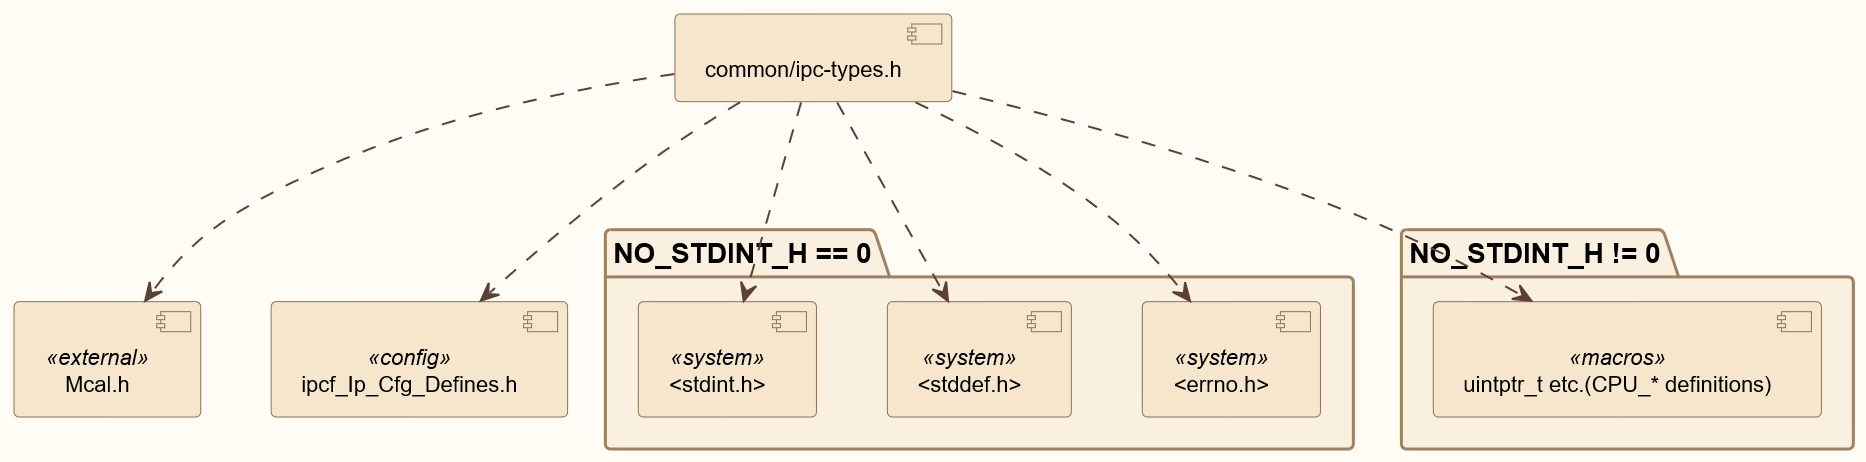 common/ipc-types.h
NO_STDINT_H == 0
NO_STDINT_H != 0
«external»
Mcal.h
«config»
ipcf_Ip_Cfg_Defines.h
«system»
<stdint.h>
«system»
<stddef.h>
«system»
<errno.h>
«macros»
uintptr_t etc.(CPU_* definitions)